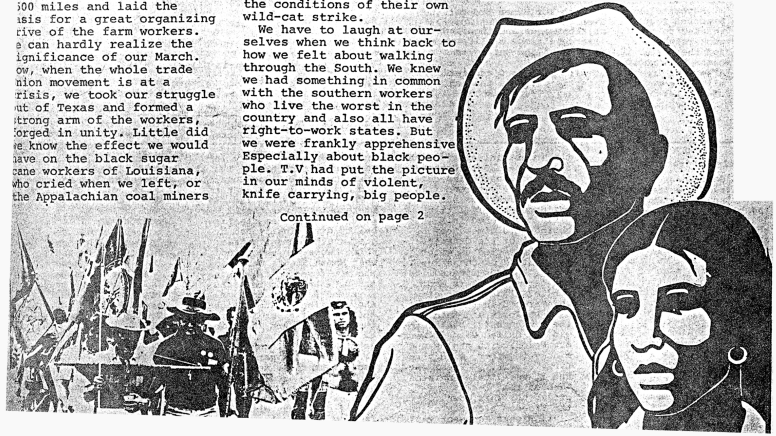 500 miles and laid the
asis for a great organizing
rive of the farm workers.
e can hardly realize the
ignificance of our March.
ow, when the whole trade
nion movement is at a
risis, we took our struggle
ut of Texas and formed a
trong arm of the workers,
orged in unity. Little did
we know the effect we would
have on the black sugar
cane workers of Louisiana,
who cried when we left, or
the Appalachian coal miners
the conditions of their own
wild-cat strike.
We have to laugh at our-
selves when we think back to
how we felt about walking
through the South. We knew
we had something in common
with the southern workers
who live the worst in the
country and also all have
right-to-work states. But
we were frankly apprehensive
Especially about black peo-
ple. T.V. had put the picture
in our minds of violent,
knife carrying, big people.
Continued on page 2